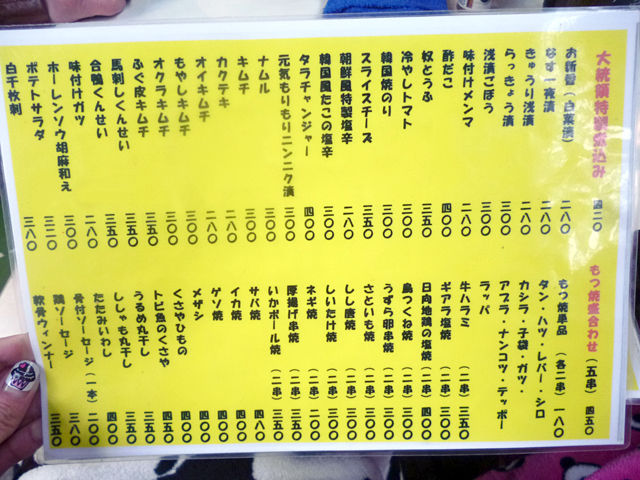 大統領特製煮込み 四二〇
お新香（白菜漬） 二八〇
なす一夜漬 二八〇
きゅうり浅漬 二八〇
らっきょう漬 三〇〇
浅漬ごぼう 三〇〇
味付けメンマ 二八〇
酢だこ 四〇〇
奴とうふ 三五〇
冷やしトマト 三〇〇
韓国焼のり 三〇〇
スライスチーズ 三五〇
朝鮮風特製塩辛 二八〇
韓国風たこの塩辛 三〇〇
タラチャンジャー 四〇〇
元気もりもりニンニク漬 三〇〇
ナムル 三〇〇
キムチ 二八〇
カクテキ 二八〇
オイキムチ 二八〇
もやしキムチ 三〇〇
オクラキムチ 三〇〇
ふぐ皮キムチ 三五〇
馬刺しくんせい 三五〇
合鴨くんせい 三五〇
味付けガツ 二八〇
ホーレンソウ胡麻和え 三〇〇
ポテトサラダ 三五〇
白千枚刺 三八〇
もつ焼盛合わせ（五串） 四五〇
もつ焼単品（各二串） 一八〇
タン・ハツ・レバー・シロ
カシラ・子袋・ガツ・
アブラ・ナンコツ・テッポー
ラッパ
牛ハラミ（二串） 三五〇
ギアラ塩焼（二串） 三〇〇
日向地鶏の塩焼（二串） 四〇〇
鳥つくね焼（二串） 三〇〇
うずら卵串焼（二串） 三〇〇
さといも焼（二串） 三〇〇
しし唐焼（二串） 三〇〇
しいたけ焼（二串） 三〇〇
ネギ焼（一串） 二〇〇
厚揚げ串焼（二串） 三〇〇
いかボール焼（二串） 三五〇
サバ焼 四〇〇
イカ焼 四〇〇
ゲソ焼 四〇〇
メザシ 四〇〇
くさやひもの 四五〇
トビ魚のくさや 四五〇
うるめ丸干し 四〇〇
ししゃも丸干し 四〇〇
たたみいわし 四〇〇
骨付ソーセージ（一本） 二〇〇
鶏ソーセージ 三八〇
軟骨ウィンナー 三五〇